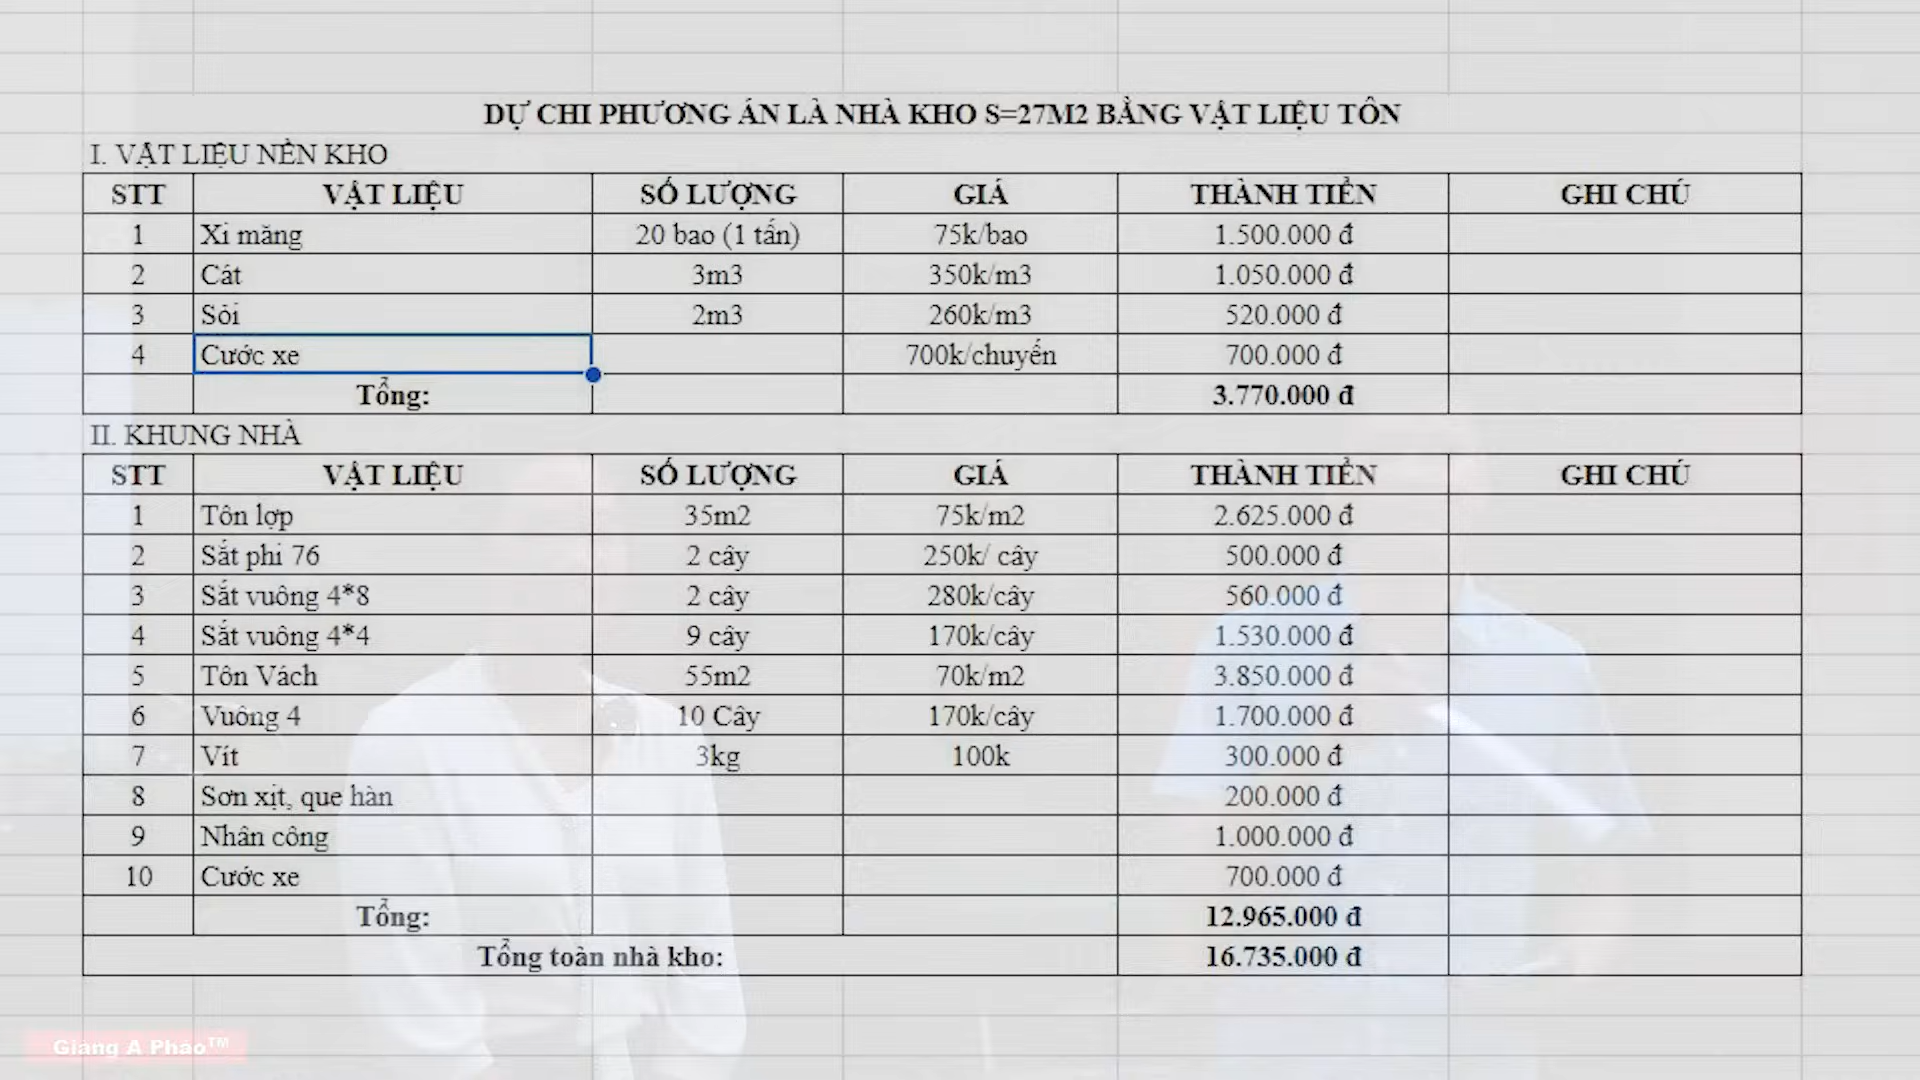 DỰ CHI PHƯƠNG ÁN LÀ NHÀ KHO S=27M2 BẰNG VẬT LIỆU TÔN
I. VẬT LIỆU NỀN KHO
STT VẬT LIỆU SỐ LƯỢNG GIÁ THÀNH TIỀN GHI CHÚ
1 Xi măng 20 bao (1 tấn) 75k/bao 1.500.000 đ
2 Cát 3m3 350k/m3 1.050.000 đ
3 Sỏi 2m3 260k/m3 520.000 đ
4 Cước xe 700k/chuyến 700.000 đ
Tổng: 3.770.000 đ
II. KHUNG NHÀ
STT VẬT LIỆU SỐ LƯỢNG GIÁ THÀNH TIỀN GHI CHÚ
1 Tôn lợp 35m2 75k/m2 2.625.000 đ
2 Sắt phi 76 2 cây 250k/ cây 500.000 đ
3 Sắt vuông 4*8 2 cây 280k/cây 560.000 đ
4 Sắt vuông 4*4 9 cây 170k/cây 1.530.000 đ
5 Tôn Vách 55m2 70k/m2 3.850.000 đ
6 Vuông 4 10 Cây 170k/cây 1.700.000 đ
7 Vít 3kg 100k 300.000 đ
8 Sơn xịt, que hàn 200.000 đ
9 Nhân công 1.000.000 đ
10 Cước xe 700.000 đ
Tổng: 12.965.000 đ
Tổng toàn nhà kho: 16.735.000 đ
Giàng A Pháo™